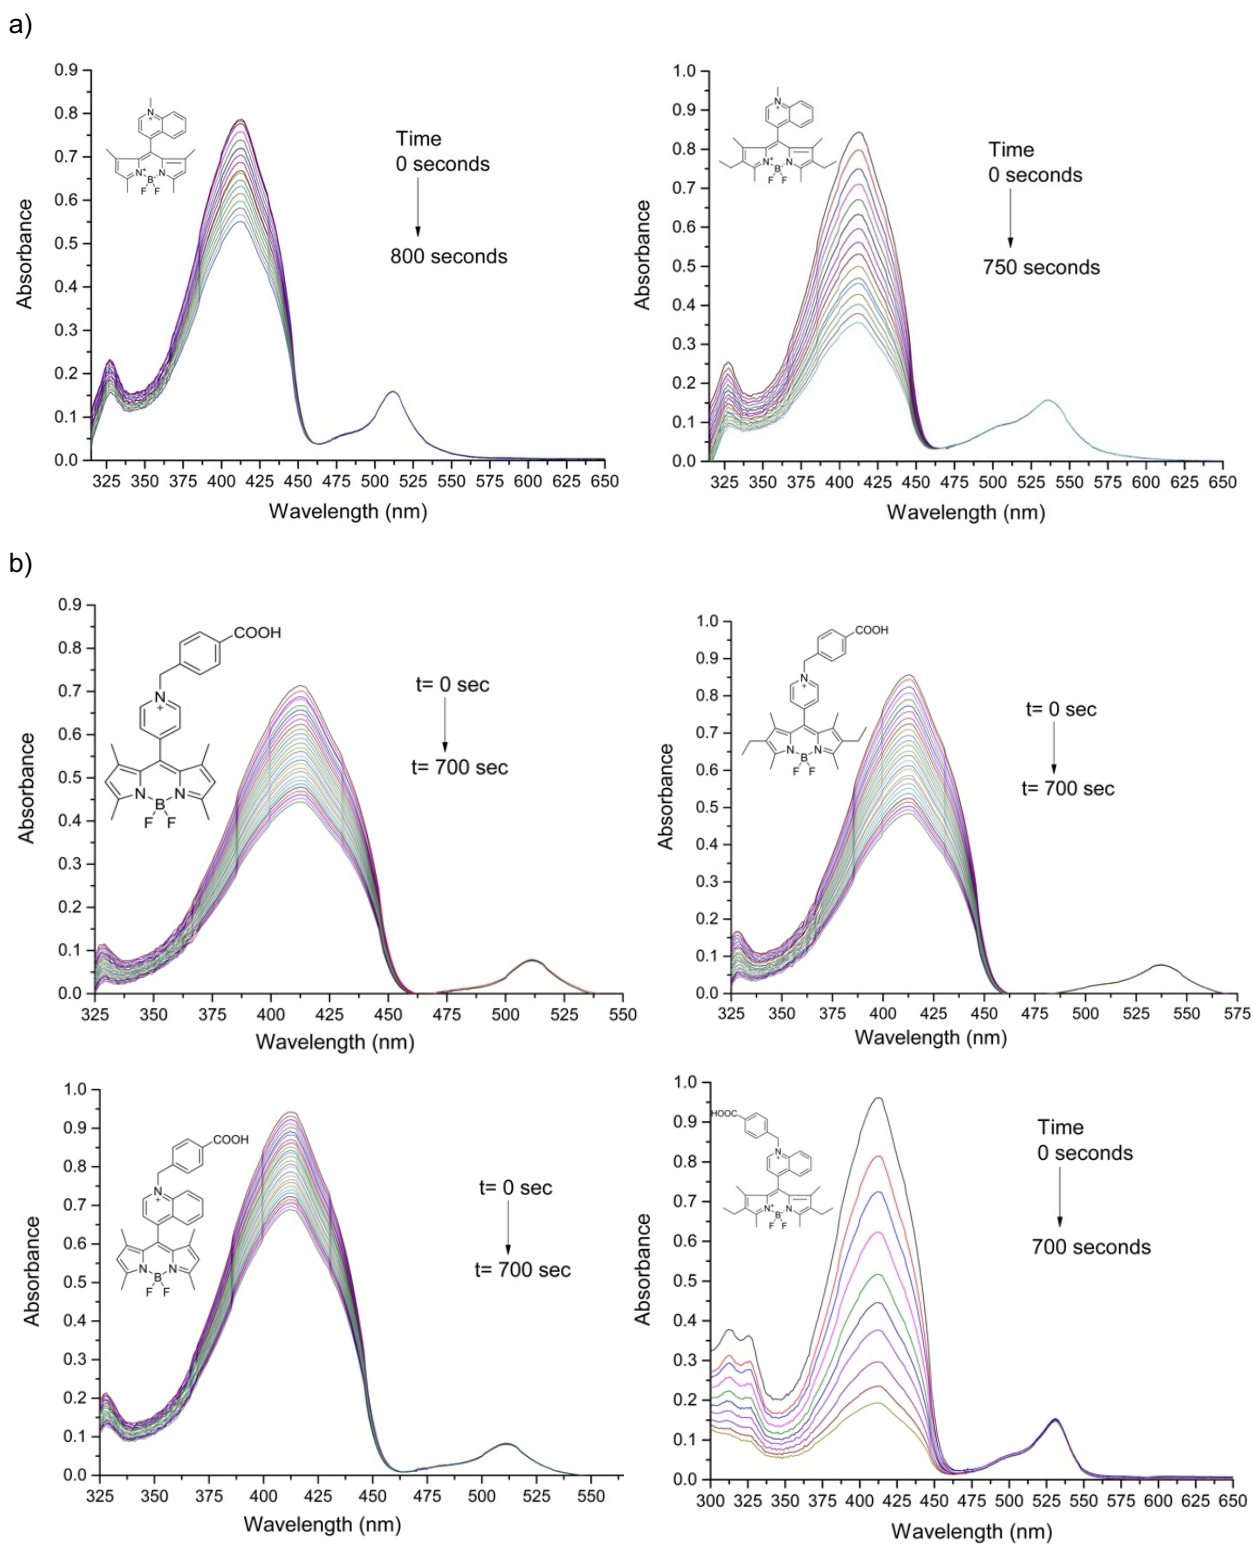 a)
0.9
0.8
0.7
0.6
0.5
0.4
0.3
0.2
0.1
0.0
Absorbance
325 350 375 400 425 450 475 500 525 550 575 600 625 650
Wavelength (nm)
N+
N+ B- N
F F
Time
0 seconds
800 seconds
1.0
0.9
0.8
0.7
0.6
0.5
0.4
0.3
0.2
0.1
0.0
Absorbance
325 350 375 400 425 450 475 500 525 550 575 600 625 650
Wavelength (nm)
N+
N+ B- N
F F
Time
0 seconds
750 seconds
b)
0.9
0.8
0.7
0.6
0.5
0.4
0.3
0.2
0.1
0.0
Absorbance
325 350 375 400 425 450 475 500 525 550
Wavelength (nm)
COOH
N
+
N B N
F F
t= 0 sec
t= 700 sec
1.0
0.9
0.8
0.7
0.6
0.5
0.4
0.3
0.2
0.1
0.0
Absorbance
325 350 375 400 425 450 475 500 525 550 575
Wavelength (nm)
COOH
N
+
N B N
F F
t= 0 sec
t= 700 sec
1.0
0.9
0.8
0.7
0.6
0.5
0.4
0.3
0.2
0.1
0.0
Absorbance
325 350 375 400 425 450 475 500 525 550
Wavelength (nm)
COOH
N
+
N B N
F F
t= 0 sec
t= 700 sec
1.0
0.9
0.8
0.7
0.6
0.5
0.4
0.3
0.2
0.1
0.0
Absorbance
300 325 350 375 400 425 450 475 500 525 550 575 600 625 650
Wavelength (nm)
HOOC
N+
N+ B- N
F F
Time
0 seconds
700 seconds